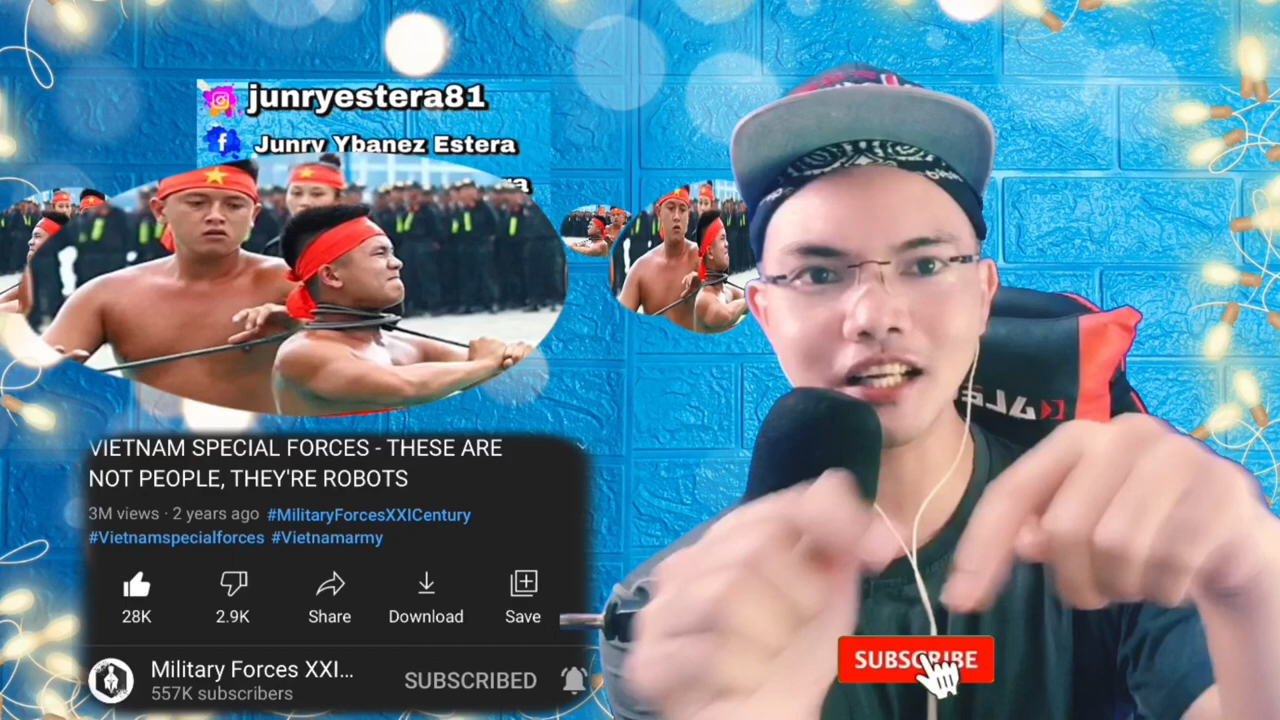 junryestera81
Junry Ybanez Estera
ra
VIETNAM SPECIAL FORCES - THESE ARE
NOT PEOPLE, THEY'RE ROBOTS
3M views · 2 years ago #MilitaryForcesXXICentury
#Vietnamspecialforces #Vietnamarmy
28K
2.9K
Share
Download
Save
Military Forces XXI...
557K subscribers
SUBSCRIBED
SUBSCRIBE